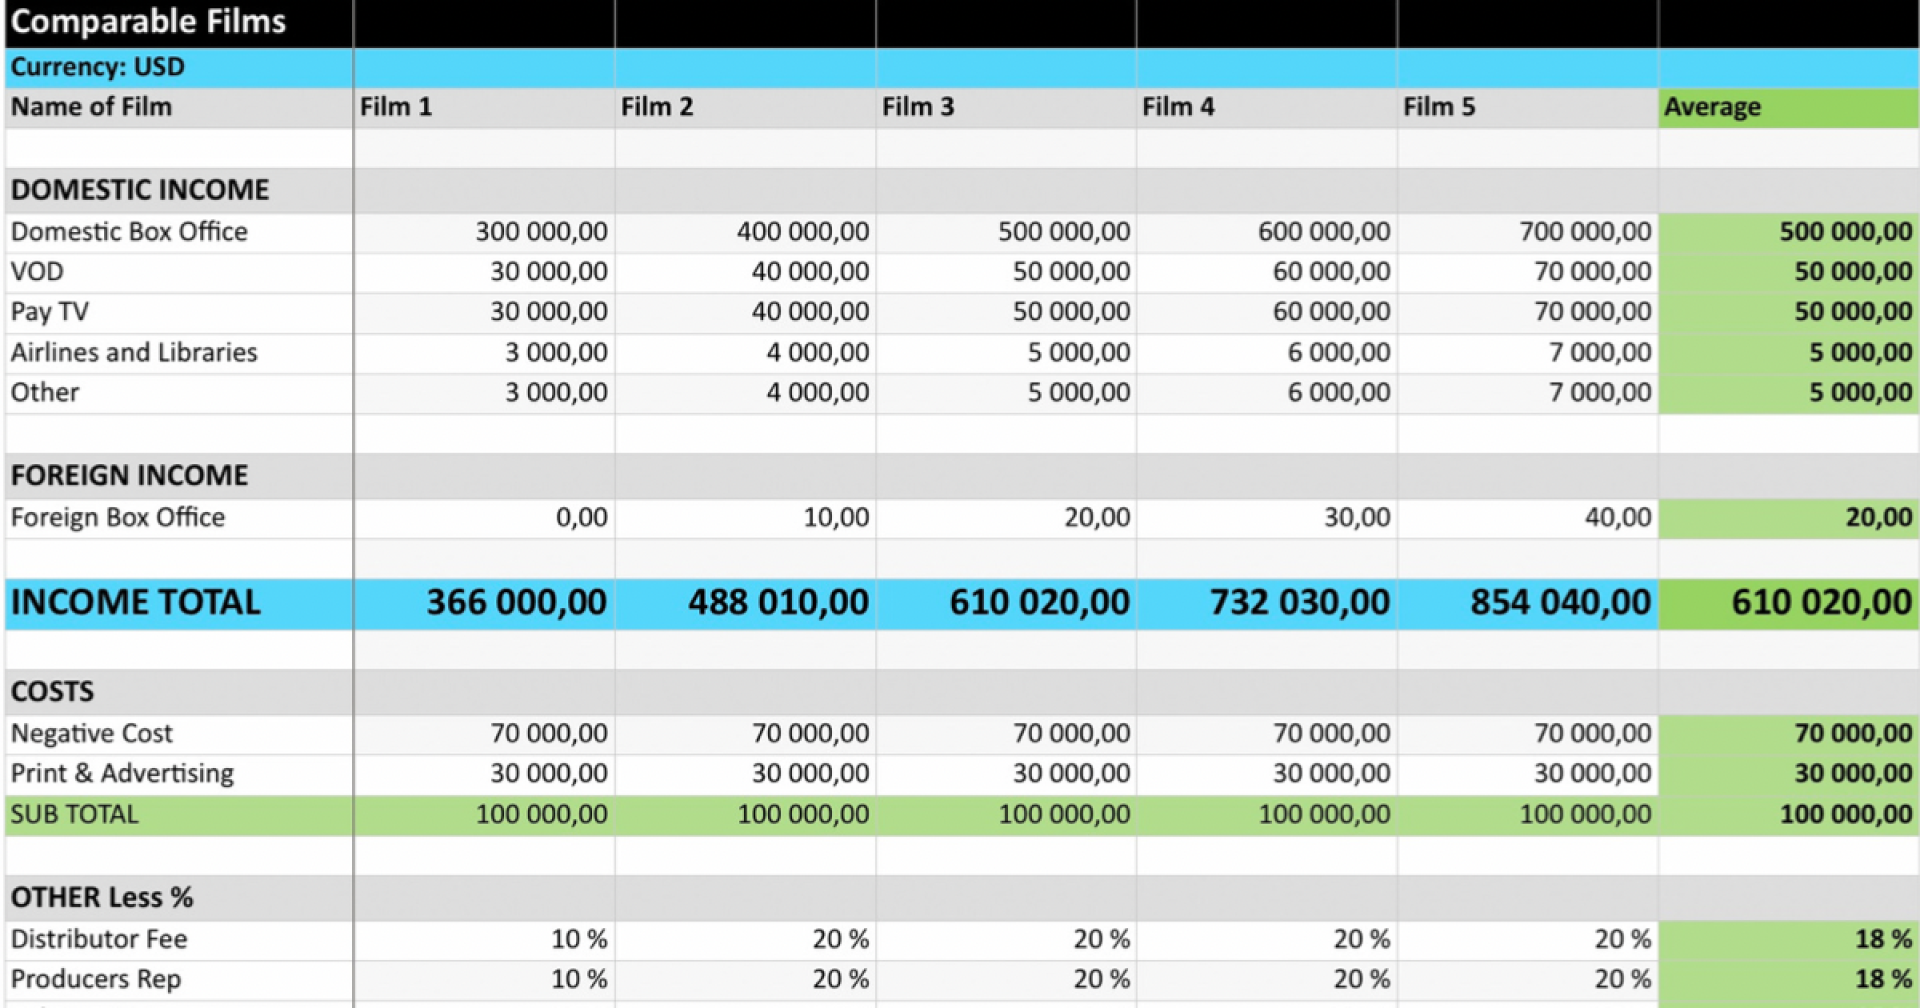 Comparable Films
Currency: USD
Name of Film Film 1 Film 2 Film 3 Film 4 Film 5 Average
DOMESTIC INCOME
Domestic Box Office 300 000,00 400 000,00 500 000,00 600 000,00 700 000,00 500 000,00
VOD 30 000,00 40 000,00 50 000,00 60 000,00 70 000,00 50 000,00
Pay TV 30 000,00 40 000,00 50 000,00 60 000,00 70 000,00 50 000,00
Airlines and Libraries 3 000,00 4 000,00 5 000,00 6 000,00 7 000,00 5 000,00
Other 3 000,00 4 000,00 5 000,00 6 000,00 7 000,00 5 000,00
FOREIGN INCOME
Foreign Box Office 0,00 10,00 20,00 30,00 40,00 20,00
INCOME TOTAL 366 000,00 488 010,00 610 020,00 732 030,00 854 040,00 610 020,00
COSTS
Negative Cost 70 000,00 70 000,00 70 000,00 70 000,00 70 000,00 70 000,00
Print & Advertising 30 000,00 30 000,00 30 000,00 30 000,00 30 000,00 30 000,00
SUB TOTAL 100 000,00 100 000,00 100 000,00 100 000,00 100 000,00 100 000,00
OTHER Less %
Distributor Fee 10 % 20 % 20 % 20 % 20 % 18 %
Producers Rep 10 % 20 % 20 % 20 % 20 % 18 %